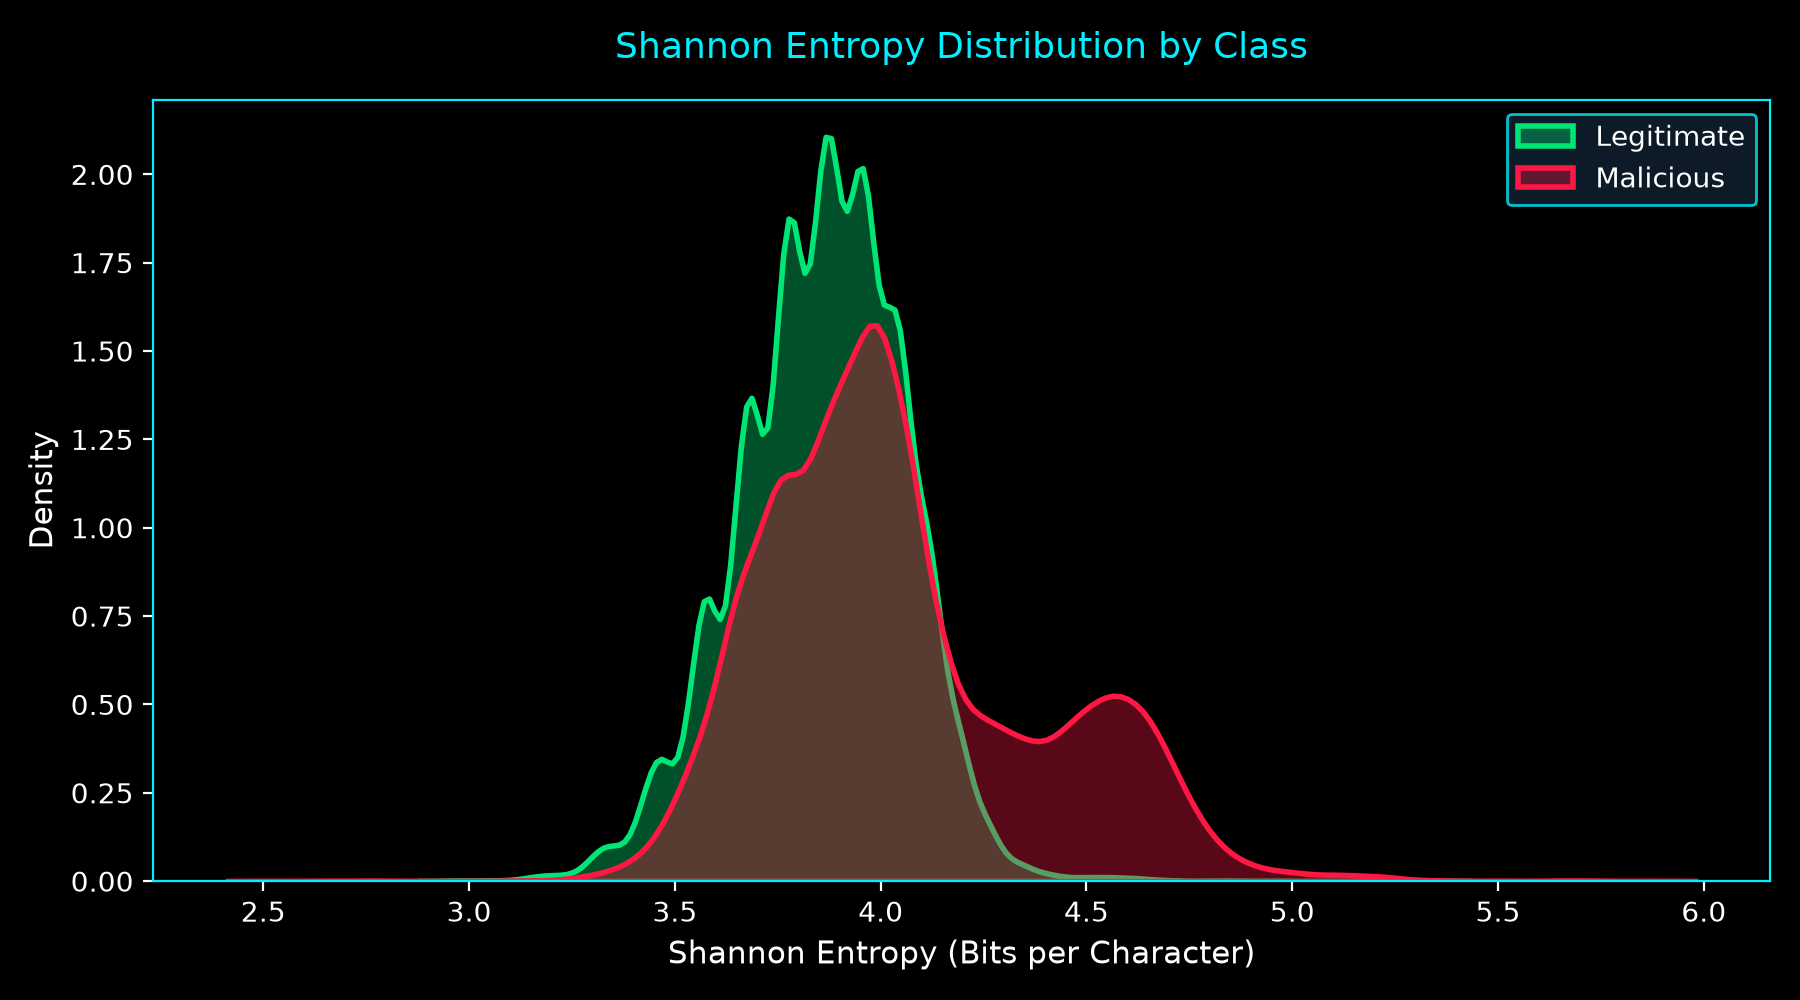 Shannon Entropy Distribution by Class
Legitimate
Malicious
Density
2.00
1.75
1.50
1.25
1.00
0.75
0.50
0.25
0.00
2.5 3.0 3.5 4.0 4.5 5.0 5.5 6.0
Shannon Entropy (Bits per Character)